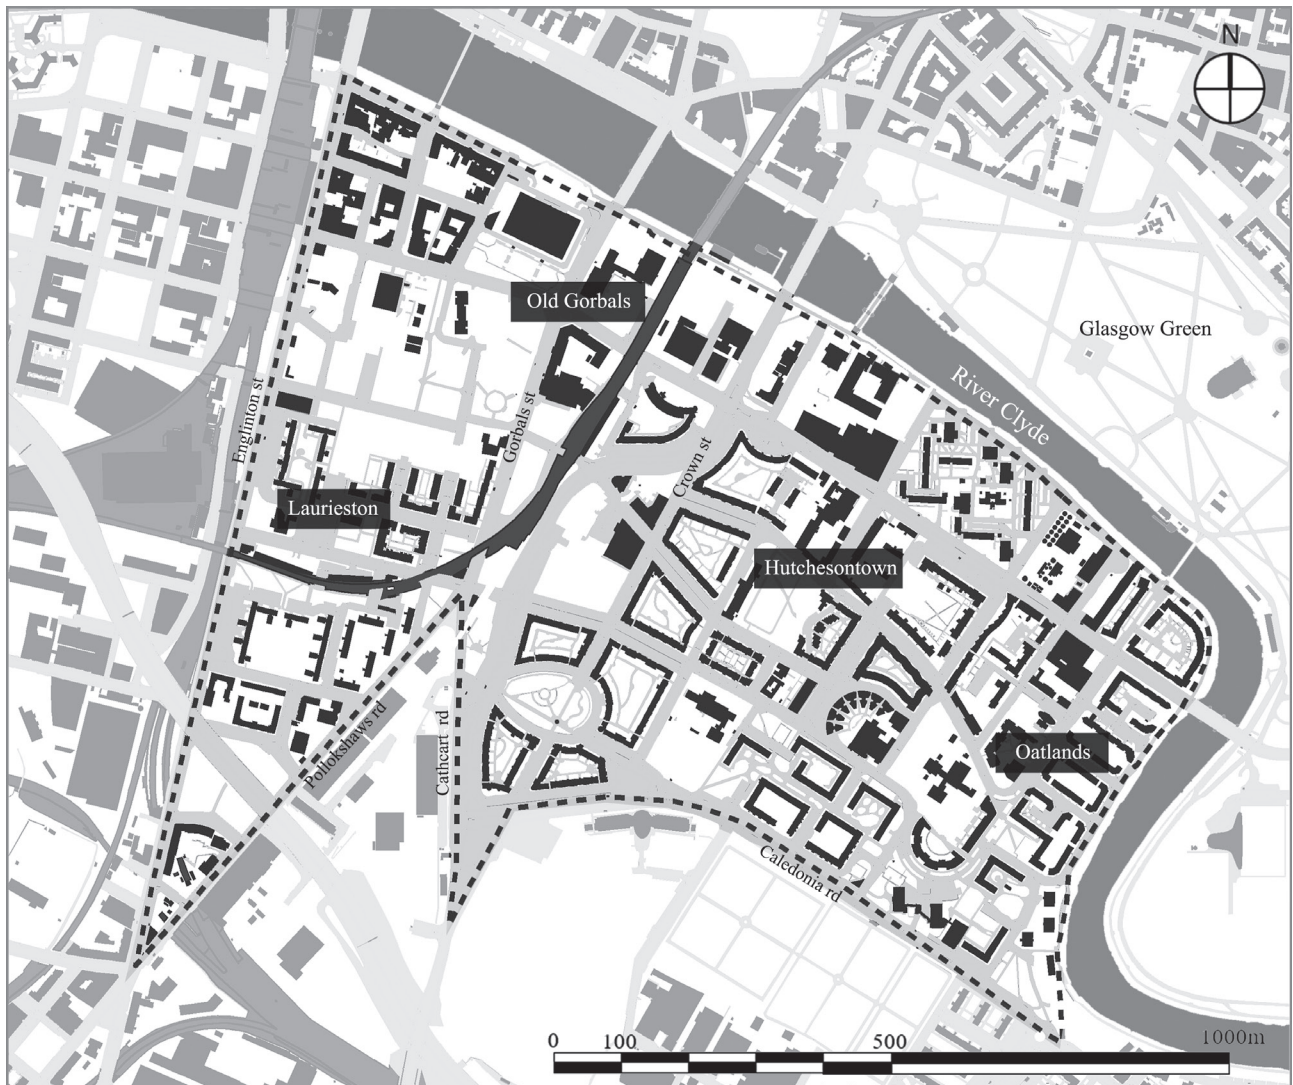 N
Old Gorbals
Glasgow Green
River Clyde
Englinton st
Gorbals st
Crown st
Laurieston
Hutchesontown
Pollokshaws rd
Cathcart rd
Oatlands
Caledonia rd
0 100 500 1000m